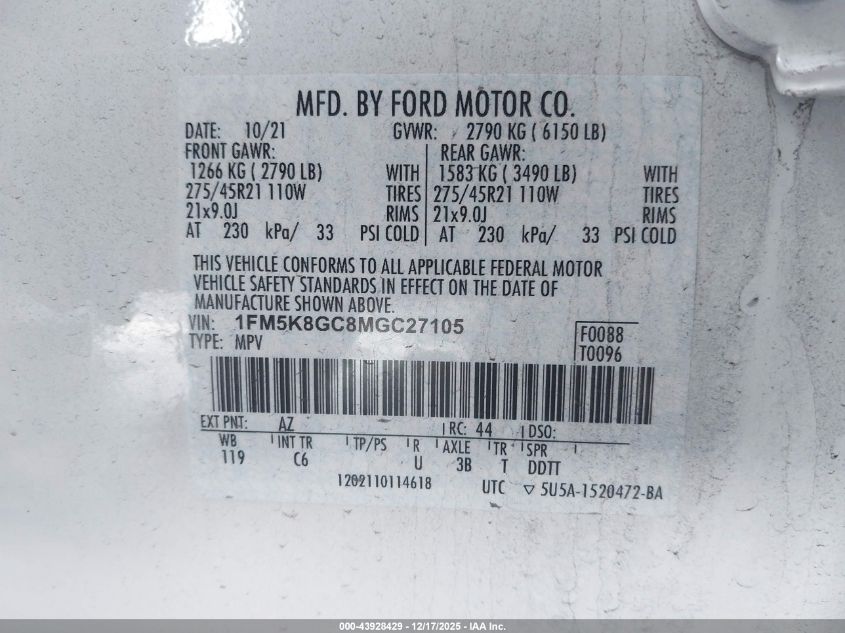 MFD. BY FORD MOTOR CO.
DATE: 10/21 GVWR: 2790 KG ( 6150 LB)
FRONT GAWR: REAR GAWR:
1266 KG ( 2790 LB) WITH 1583 KG ( 3490 LB) WITH
275/45R21 110W TIRES 275/45R21 110W TIRES
21x9.0J RIMS 21x9.0J RIMS
AT 230 kPa/ 33 PSI COLD AT 230 kPa/ 33 PSI COLD
THIS VEHICLE CONFORMS TO ALL APPLICABLE FEDERAL MOTOR
VEHICLE SAFETY STANDARDS IN EFFECT ON THE DATE OF
MANUFACTURE SHOWN ABOVE.
VIN: 1FM5K8GC8MGC27105
TYPE: MPV
F0088
T0096
EXT PNT: AZ RC: 44 DSO:
WB INT TR TP/PS R AXLE TR SPR
119 C6 U 3B T DDTT
1202110114618 UTC ▽ 5U5A-1520472-BA
000-43928429 - 12/17/2025 - IAA Inc.